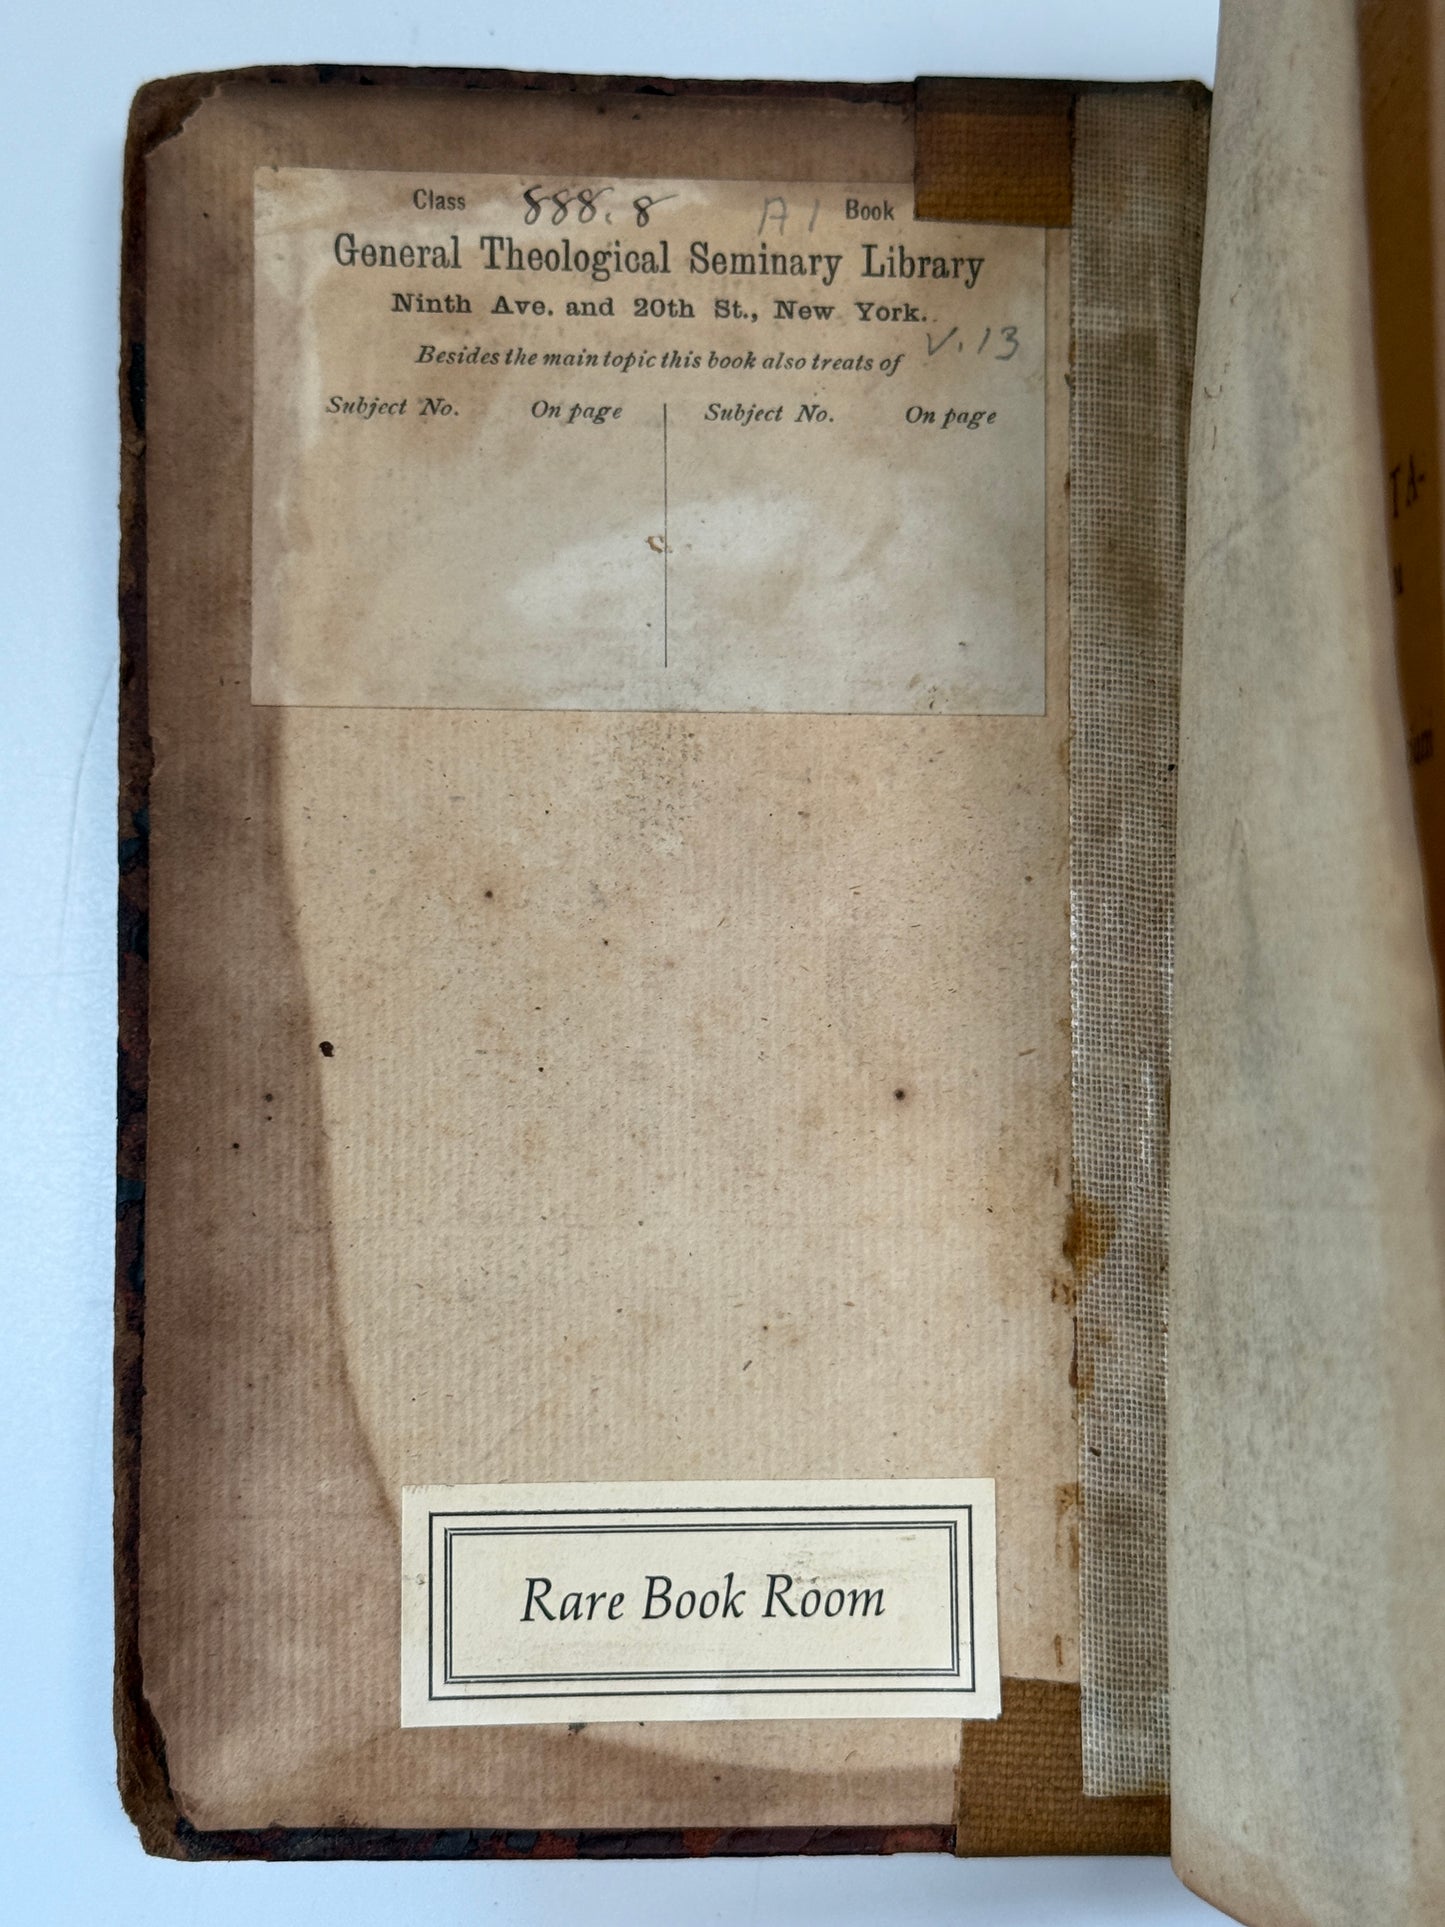 Class 888.8 A1 Book
General Theological Seminary Library
Ninth Ave. and 20th St., New York.
v.13
Besides the main topic this book also treats of
Subject No. On page Subject No. On page
Rare Book Room
TA-